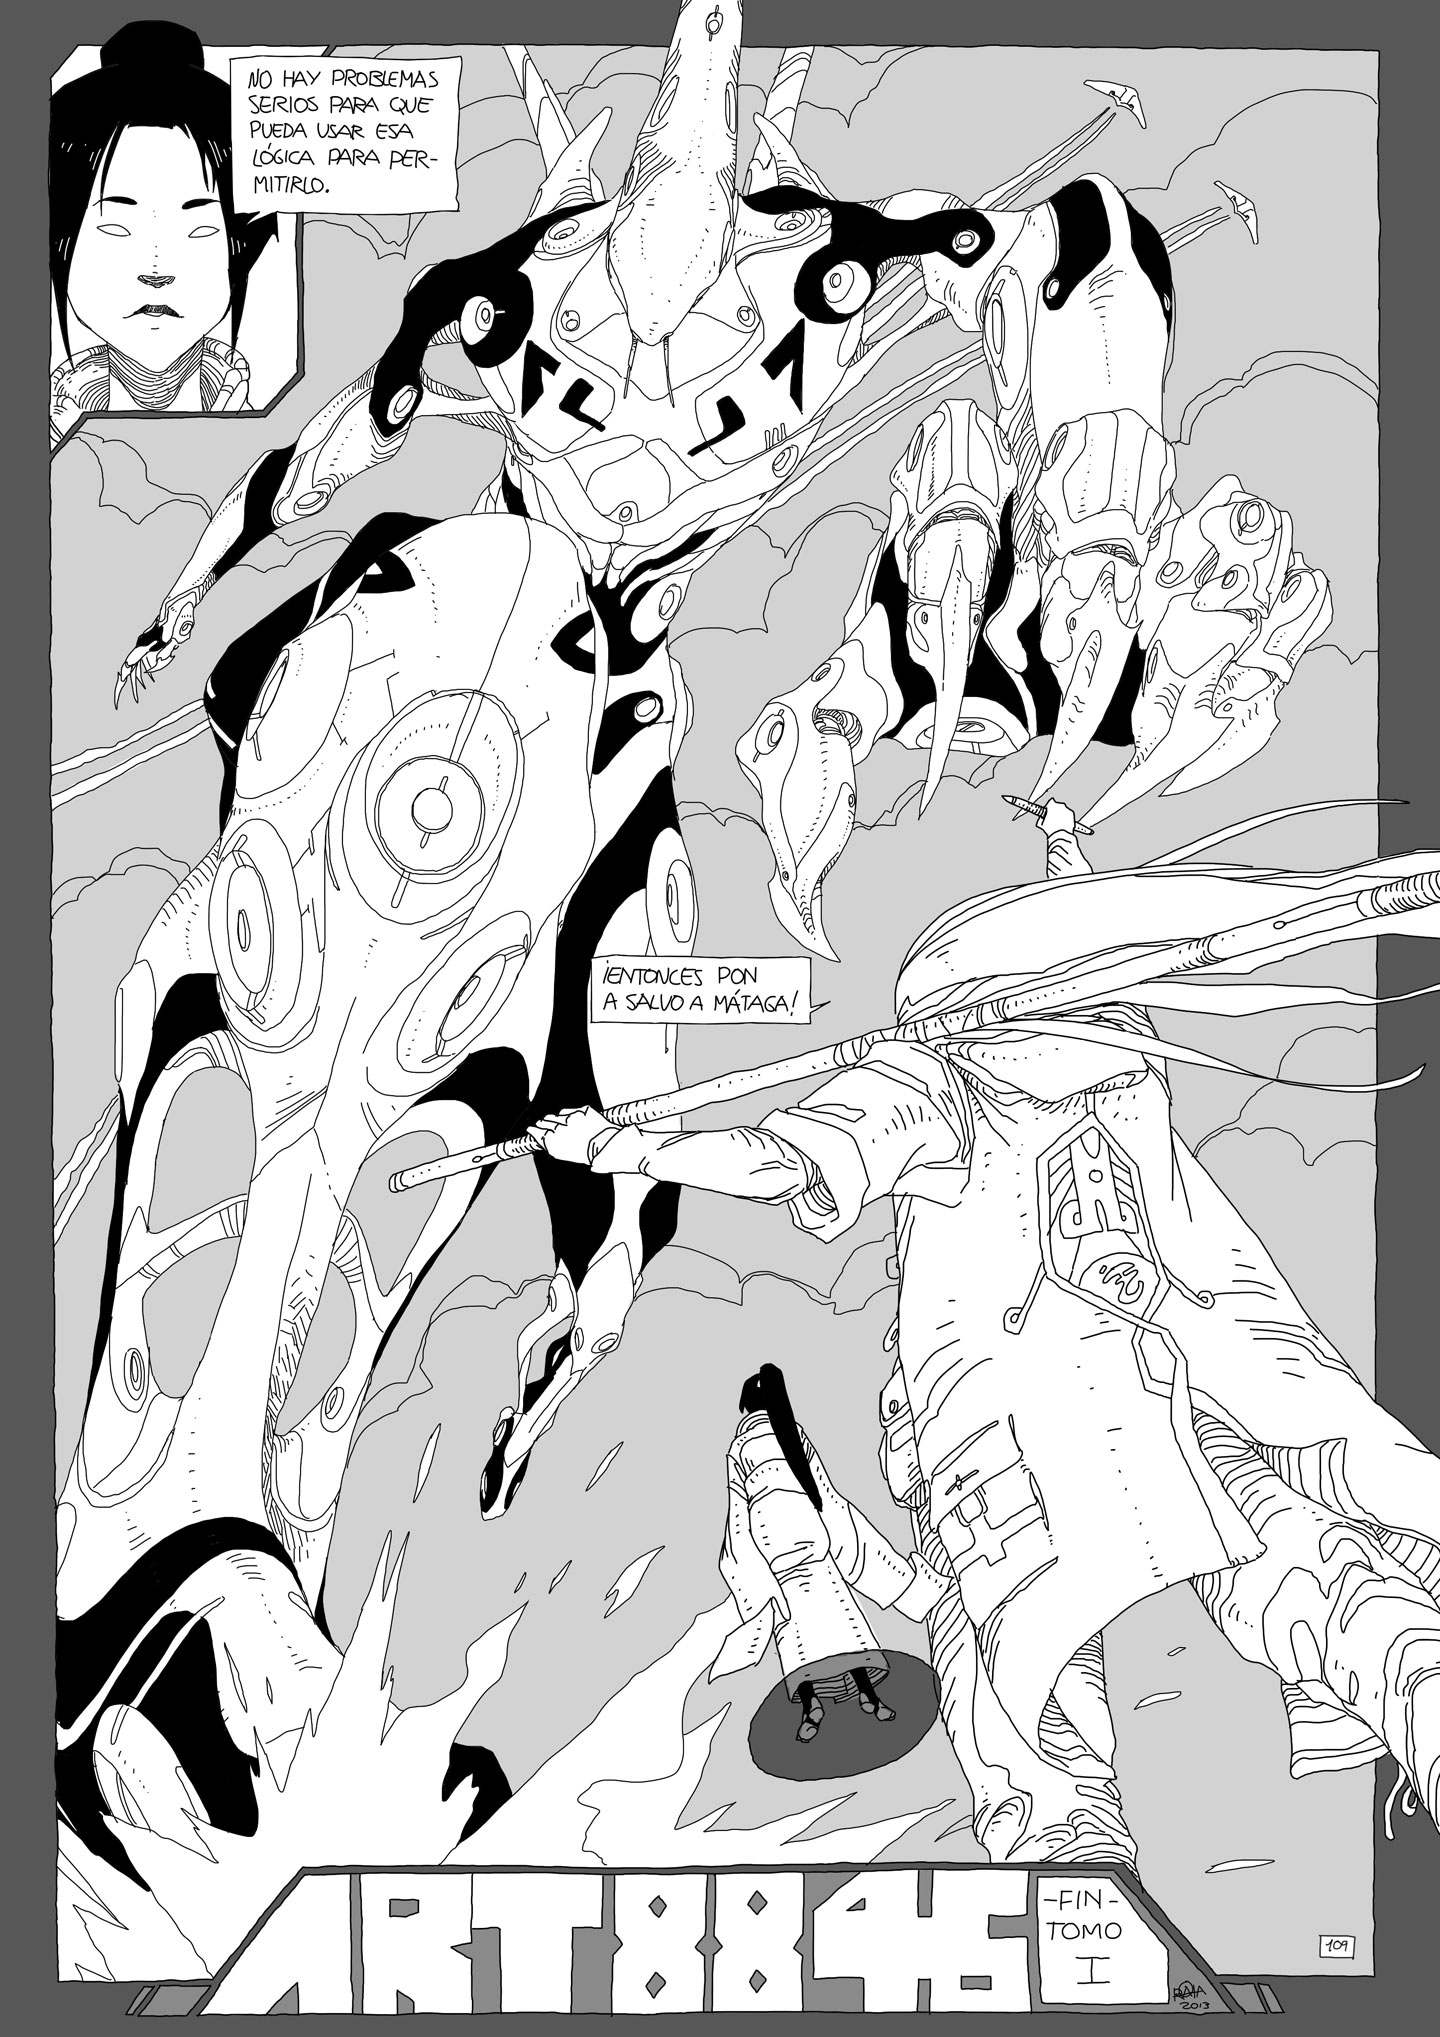 NO HAY PROBLEMAS
SERIOS PARA QUE
PUEDA USAR ESA
LÓGICA PARA PER-
MITIRLO.
¡ENTONCES PON
A SALVO A MÁTAGA!
ART8846
-FIN-
TOMO
I
109
2013